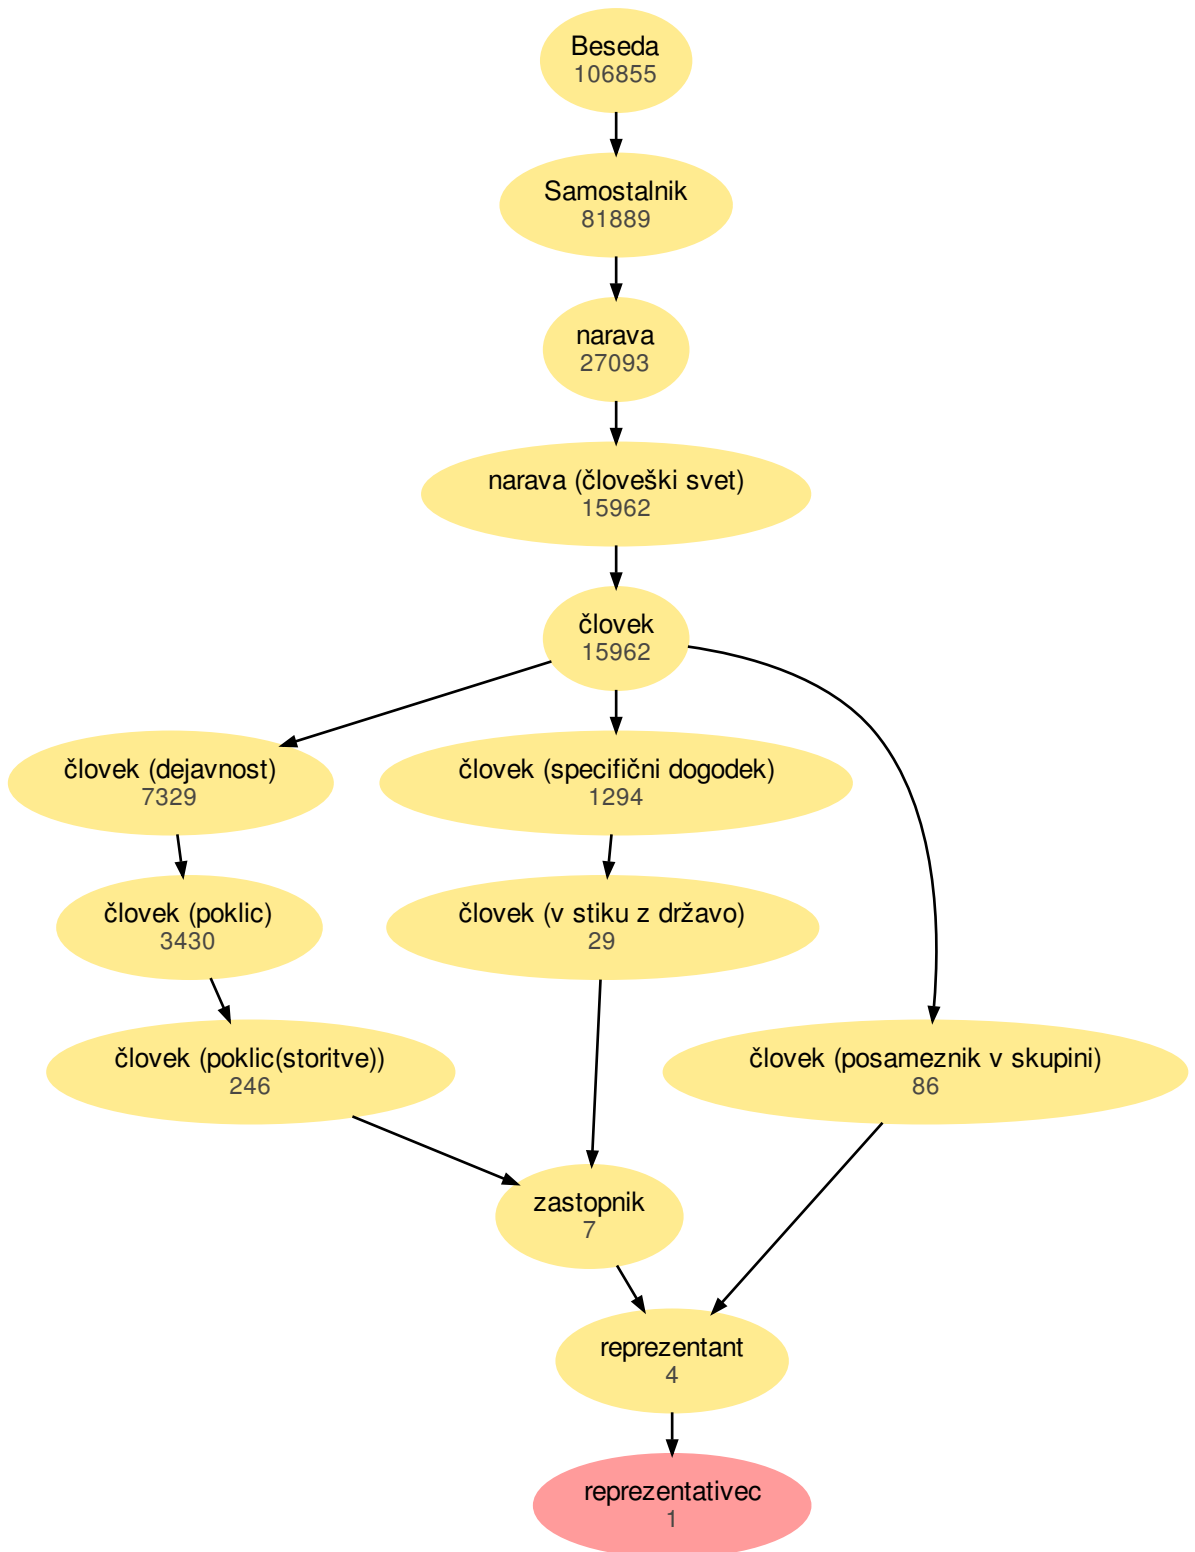 Beseda
106855
Samostalnik
81889
narava
27093
narava (človeški svet)
15962
človek
15962
človek (dejavnost)
7329
človek (specifični dogodek)
1294
človek (poklic)
3430
človek (v stiku z državo)
29
človek (poklic(storitve))
246
človek (posameznik v skupini)
86
zastopnik
7
reprezentant
4
reprezentativec
1